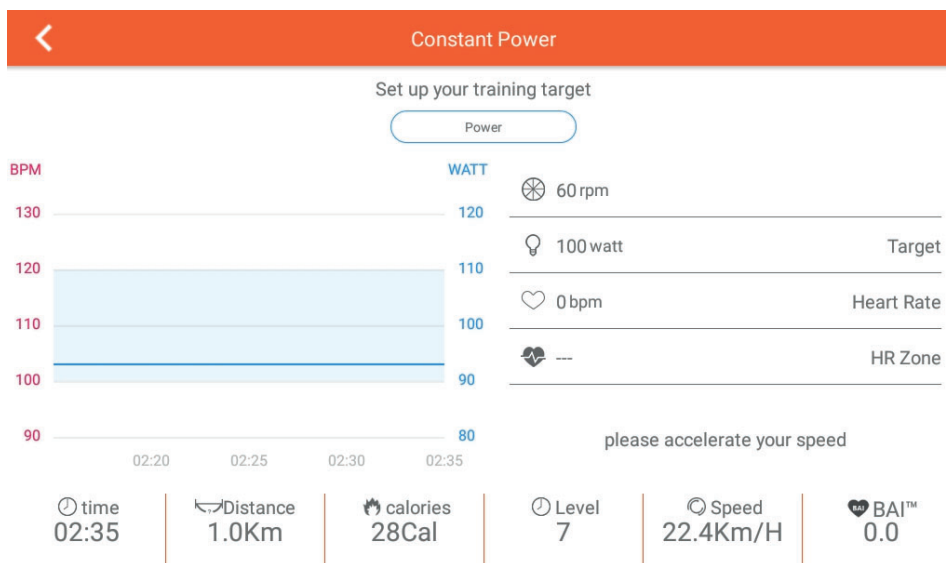 Constant Power
Set up your training target
Power
BPM
WATT
130
120
120
110
110
100
100
90
90
80
02:20 02:25 02:30 02:35
60 rpm
100 watt Target
0 bpm Heart Rate
--- HR Zone
please accelerate your speed
time
02:35
Distance
1.0Km
calories
28Cal
Level
7
Speed
22.4Km/H
BAI BAI™
0.0